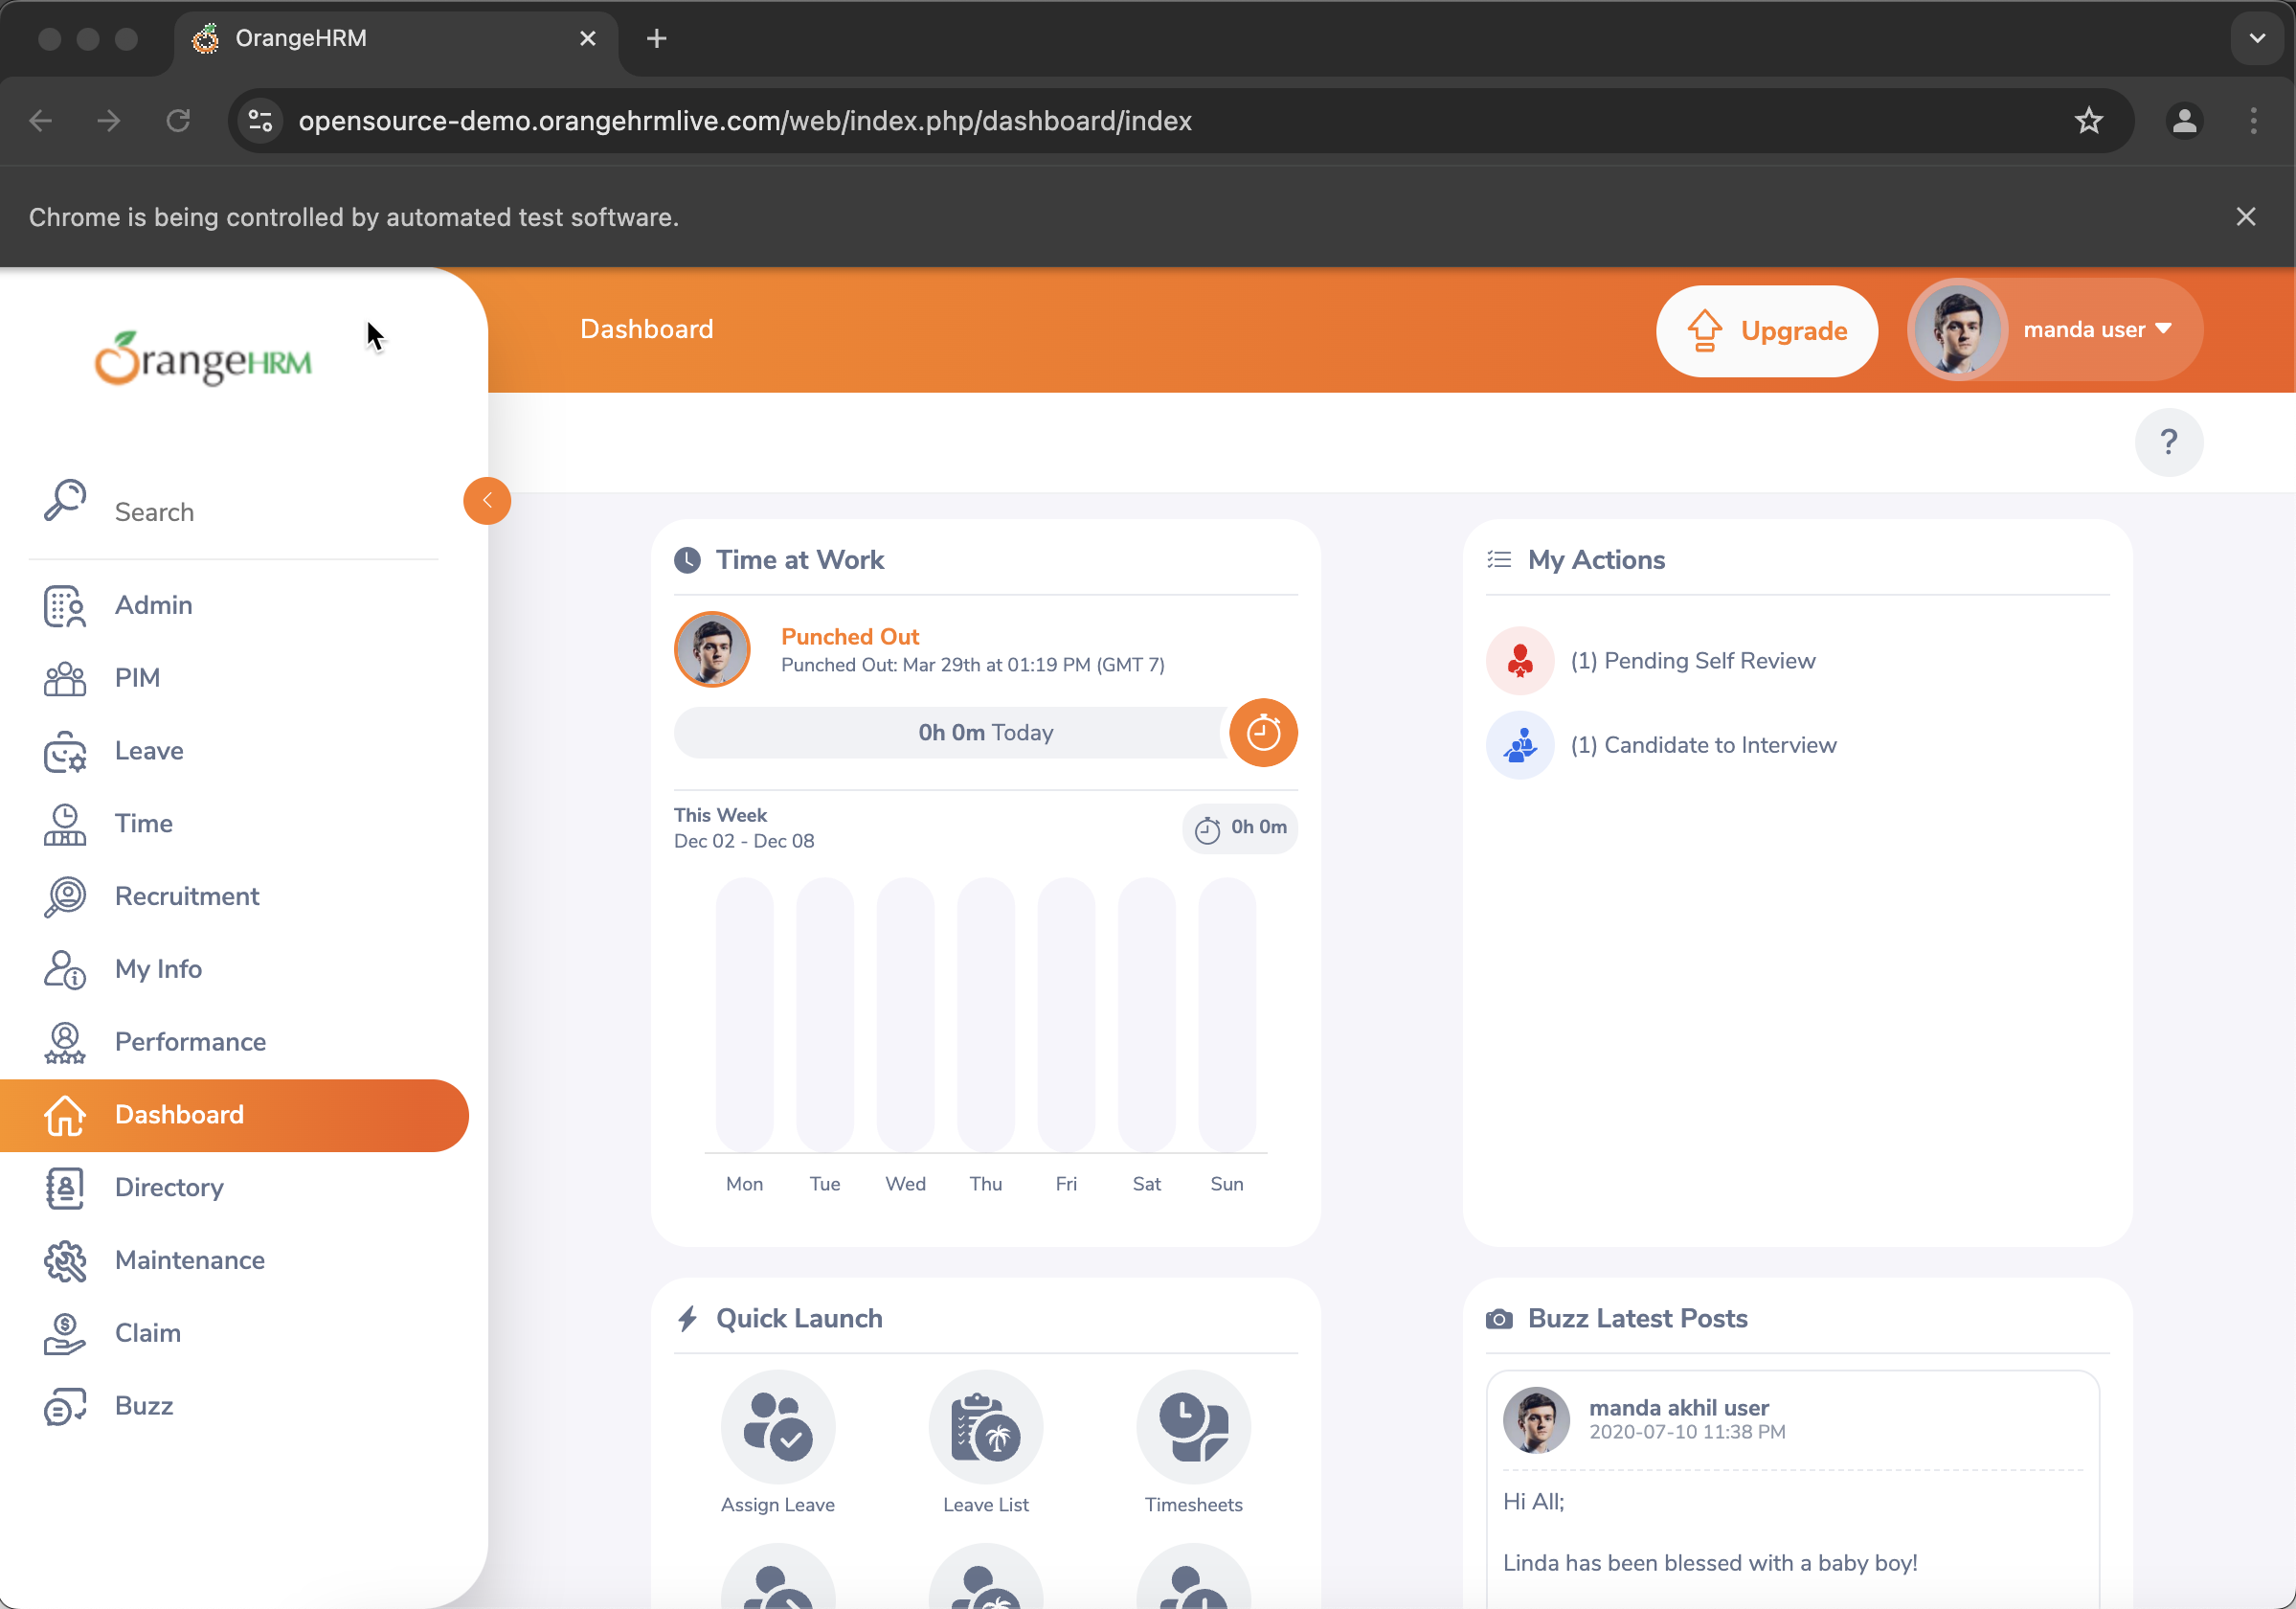 OrangeHRM
opensource-demo.orangehrmlive.com/web/index.php/dashboard/index
Chrome is being controlled by automated test software.
OrangeHRM
Dashboard
Upgrade
manda user
?
Search
Admin
PIM
Leave
Time
Recruitment
My Info
Performance
Dashboard
Directory
Maintenance
Claim
Buzz
Time at Work
Punched Out
Punched Out: Mar 29th at 01:19 PM (GMT 7)
0h 0m Today
This Week
Dec 02 - Dec 08
0h 0m
Mon Tue Wed Thu Fri Sat Sun
My Actions
(1) Pending Self Review
(1) Candidate to Interview
Quick Launch
Assign Leave
Leave List
Timesheets
Buzz Latest Posts
manda akhil user
2020-07-10 11:38 PM
Hi All;
Linda has been blessed with a baby boy!